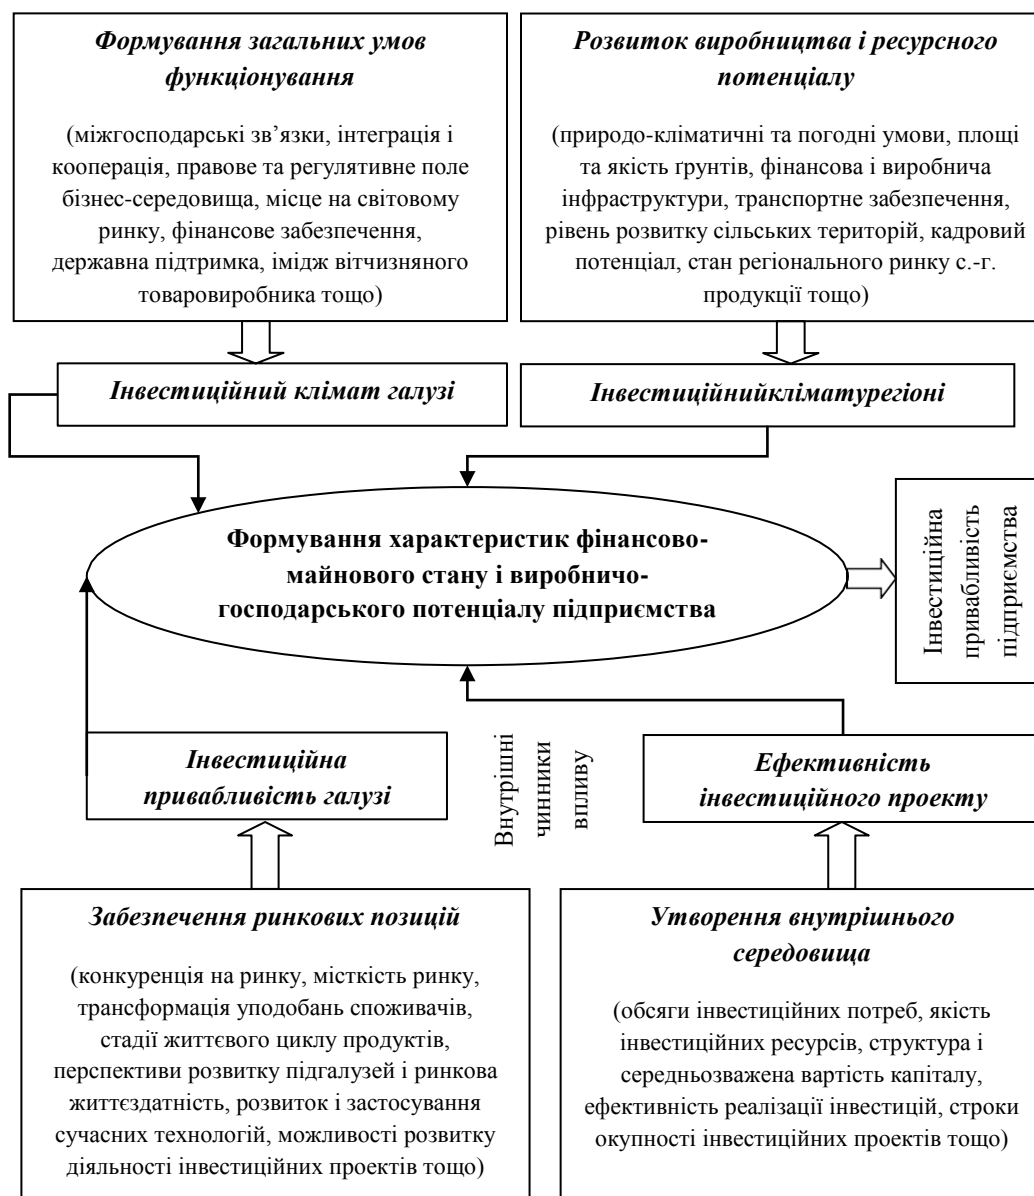 Формування загальних умов
функціонування
(міжгосподарські зв’язки, інтеграція і
кооперація, правове та регулятивне поле
бізнес-середовища, місце на світовому
ринку, фінансове забезпечення,
державна підтримка, імідж вітчизняного
товаровиробника тощо)
Розвиток виробництва і ресурсного
потенціалу
(природо-кліматичні та погодні умови, площі
та якість ґрунтів, фінансова і виробнича
інфраструктури, транспортне забезпечення,
рівень розвитку сільських територій, кадровий
потенціал, стан регіонального ринку с.-г.
продукції тощо)
Інвестиційний клімат галузі
Інвестиційнийкліматурегіоні
Формування характеристик фінансово-
майнового стану і виробничо-
господарського потенціалу підприємства
Інвестиційна
привабливість
підприємства
Інвестиційна
привабливість галузі
Внутрішні
чинники
впливу
Ефективність
інвестиційного проекту
Забезпечення ринкових позицій
(конкуренція на ринку, місткість ринку,
трансформація уподобань споживачів,
стадії життєвого циклу продуктів,
перспективи розвитку підгалузей і ринкова
життєздатність, розвиток і застосування
сучасних технологій, можливості розвитку
діяльності інвестиційних проектів тощо)
Утворення внутрішнього
середовища
(обсяги інвестиційних потреб, якість
інвестиційних ресурсів, структура і
середньозважена вартість капіталу,
ефективність реалізації інвестицій, строки
окупності інвестиційних проектів тощо)